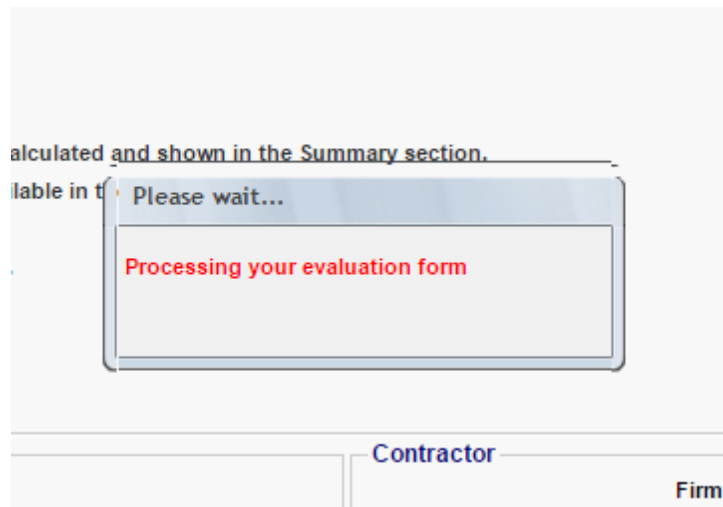 alculated and shown in the Summary section.
ilable in t
Please wait...
Processing your evaluation form
Contractor
Firm